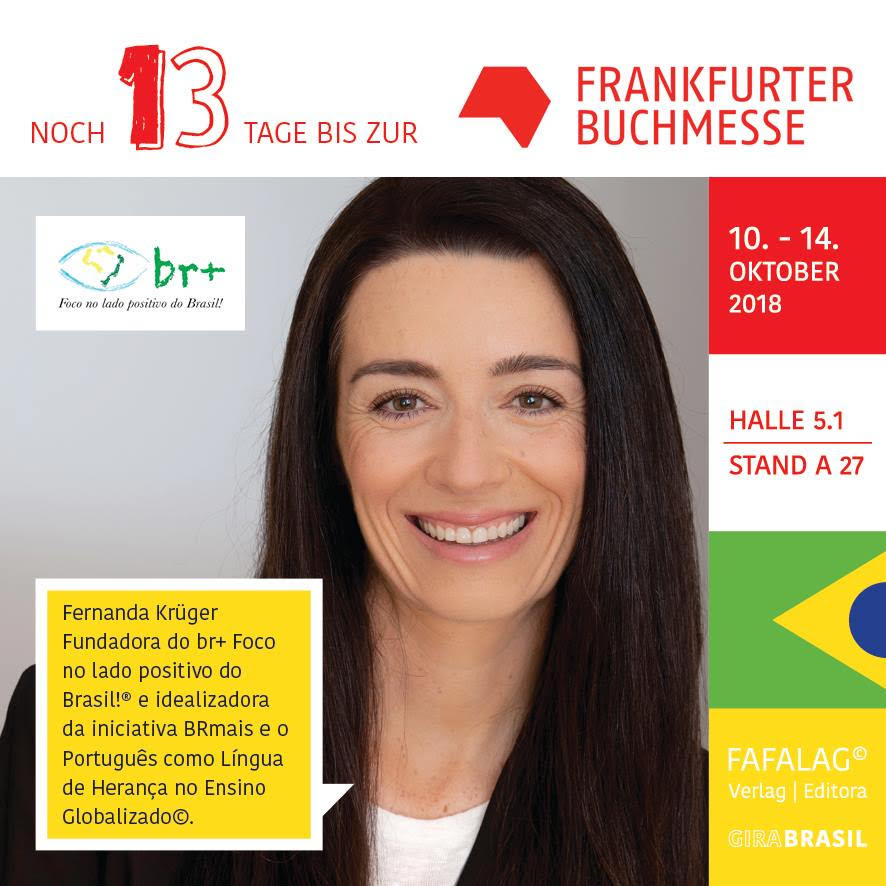 NOCH 13 TAGE BIS ZUR
FRANKFURTER
BUCHMESSE
br+
Foco no lado positivo do Brasil!
10. - 14.
OKTOBER
2018
HALLE 5.1
STAND A 27
Fernanda Krüger
Fundadora do br+ Foco
no lado positivo do
Brasil!® e idealizadora
da iniciativa BRmais e o
Português como Língua
de Herança no Ensino
Globalizado©.
FAFALAG©
Verlag | Editora
GIRABRASIL